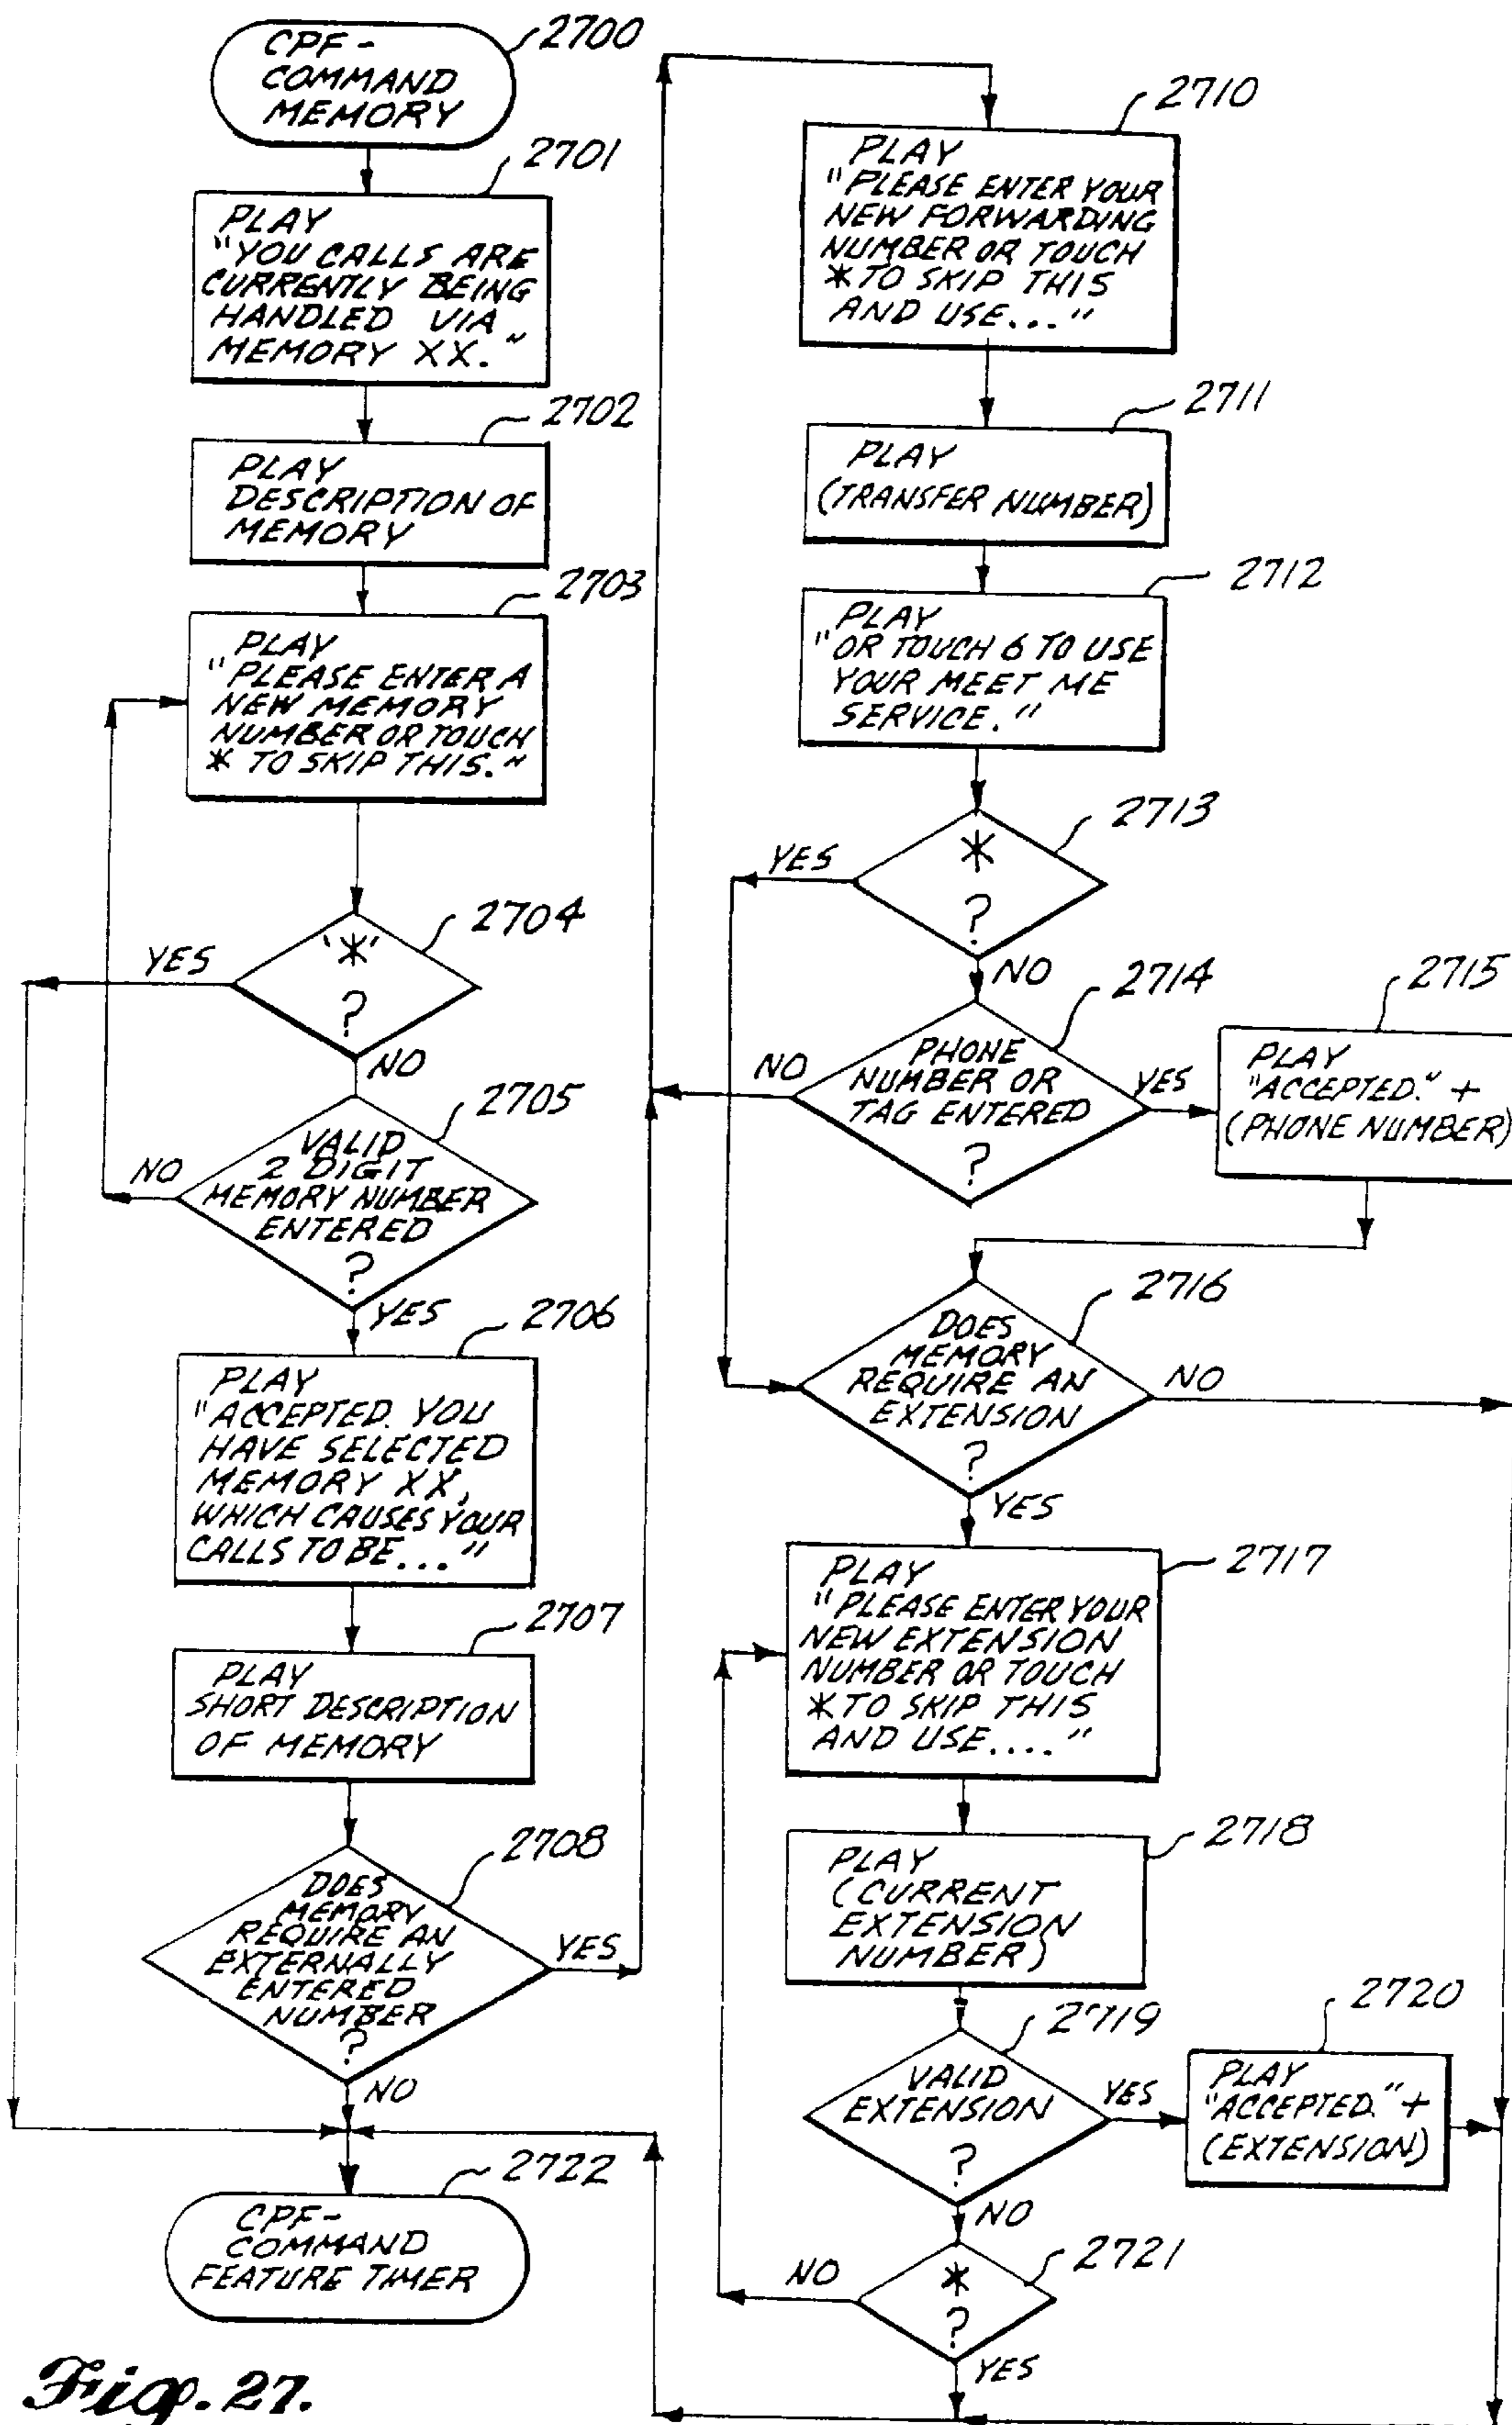 CPF-
COMMAND
MEMORY
2700
2701
PLAY
"YOU CALLS ARE
CURRENTLY BEING
HANDLED VIA
MEMORY XX."
2702
PLAY
DESCRIPTION OF
MEMORY
2703
PLAY
"PLEASE ENTER A
NEW MEMORY
NUMBER OR TOUCH
* TO SKIP THIS."
2704
'*'
?
YES
NO
2705
VALID
2 DIGIT
MEMORY NUMBER
ENTERED
?
NO
YES
2706
PLAY
"ACCEPTED. YOU
HAVE SELECTED
MEMORY XX,
WHICH CAUSES YOUR
CALLS TO BE..."
2707
PLAY
SHORT DESCRIPTION
OF MEMORY
2708
DOES
MEMORY
REQUIRE AN
EXTERNALLY
ENTERED
NUMBER
?
YES
NO
2722
CPF-
COMMAND
FEATURE TIMER
2710
PLAY
"PLEASE ENTER YOUR
NEW FORWARDING
NUMBER OR TOUCH
* TO SKIP THIS
AND USE..."
2711
PLAY
(TRANSFER NUMBER)
2712
PLAY
"OR TOUCH 6 TO USE
YOUR MEET ME
SERVICE."
2713
*
?
YES
NO
2714
PHONE
NUMBER OR
TAG ENTERED
?
NO
YES
2715
PLAY
"ACCEPTED." +
(PHONE NUMBER)
2716
DOES
MEMORY
REQUIRE AN
EXTENSION
?
NO
YES
2717
PLAY
"PLEASE ENTER YOUR
NEW EXTENSION
NUMBER OR TOUCH
* TO SKIP THIS
AND USE...."
2718
PLAY
(CURRENT
EXTENSION
NUMBER)
2719
VALID
EXTENSION
?
YES
NO
2720
PLAY
"ACCEPTED." +
(EXTENSION)
2721
*
?
NO
YES
Fig. 27.